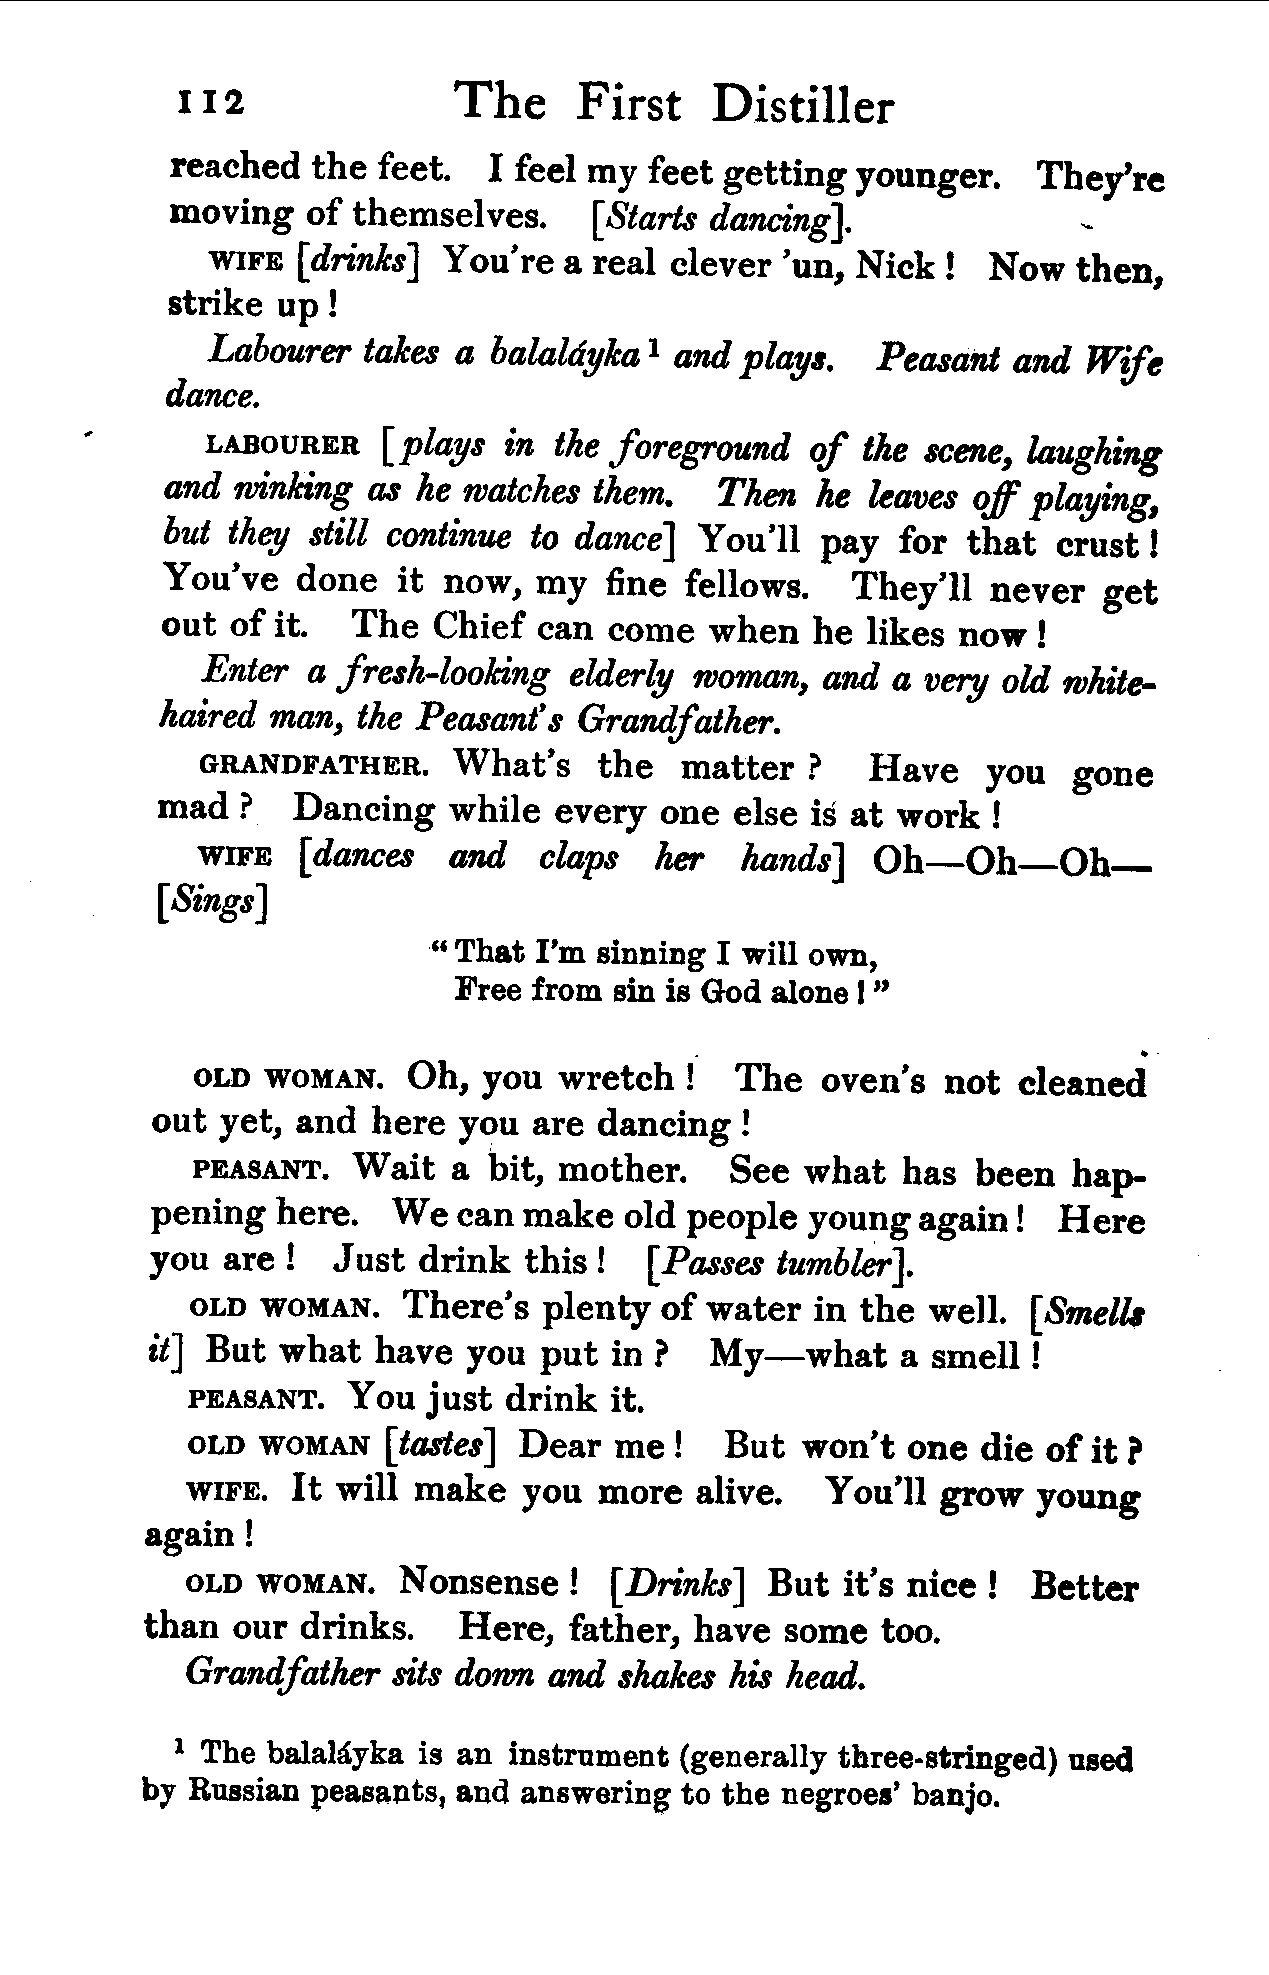 112 The First Distiller
reached the feet. I feel my feet getting younger. They're
moving of themselves. [Starts dancing].
WIFE [drinks] You're a real clever 'un, Nick ! Now then,
strike up !
Labourer takes a balaláyka ¹ and plays. Peasant and Wife
dance.
LABOURER [plays in the foreground of the scene, laughing
and winking as he watches them. Then he leaves off playing,
but they still continue to dance] You'll pay for that crust !
You've done it now, my fine fellows. They'll never get
out of it. The Chief can come when he likes now !
Enter a fresh-looking elderly woman, and a very old white-
haired man, the Peasant's Grandfather.
GRANDFATHER. What's the matter ? Have you gone
mad ? Dancing while every one else is at work !
WIFE [dances and claps her hands] Oh—Oh—Oh—
[Sings]
“ That I'm sinning I will own,
Free from sin is God alone ! ”
OLD WOMAN. Oh, you wretch ! The oven's not cleaned
out yet, and here you are dancing !
PEASANT. Wait a bit, mother. See what has been hap-
pening here. We can make old people young again ! Here
you are ! Just drink this ! [Passes tumbler].
OLD WOMAN. There's plenty of water in the well. [Smells
it] But what have you put in ? My—what a smell !
PEASANT. You just drink it.
OLD WOMAN [tastes] Dear me ! But won't one die of it ?
WIFE. It will make you more alive. You'll grow young
again !
OLD WOMAN. Nonsense ! [Drinks] But it's nice ! Better
than our drinks. Here, father, have some too.
Grandfather sits down and shakes his head.
¹ The balaláyka is an instrument (generally three-stringed) used
by Russian peasants, and answering to the negroes' banjo.